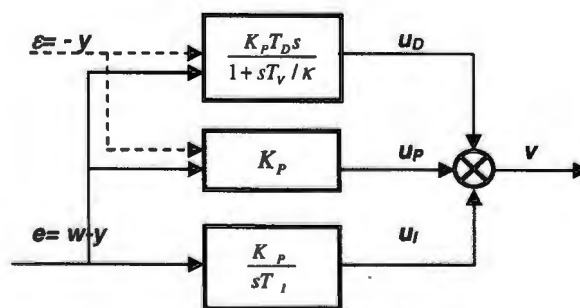 ε= - y
K_P T_D s
1 + sT_V / κ
u_D
K_P
u_P
v
e= w-y
K_P
sT_I
u_I